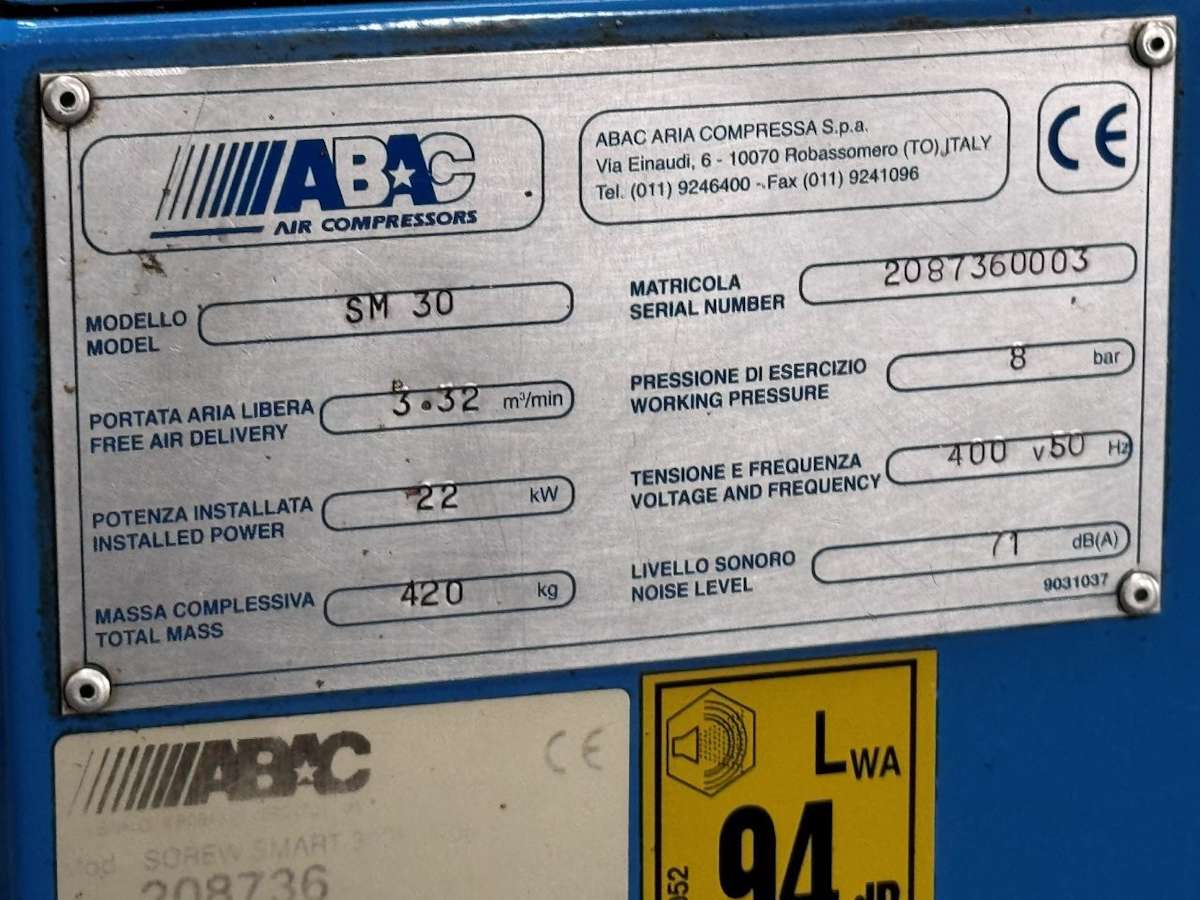 ABAC
AIR COMPRESSORS
ABAC ARIA COMPRESSA S.p.a.
Via Einaudi, 6 - 10070 Robassomero (TO) ITALY
Tel. (011) 9246400 - Fax (011) 9241096
CE
MODELLO
MODEL
SM 30
MATRICOLA
SERIAL NUMBER
2087360003
PORTATA ARIA LIBERA
FREE AIR DELIVERY
3.32 m³/min
PRESSIONE DI ESERCIZIO
WORKING PRESSURE
8 bar
POTENZA INSTALLATA
INSTALLED POWER
22 kW
TENSIONE E FREQUENZA
VOLTAGE AND FREQUENCY
400 V 50 Hz
MASSA COMPLESSIVA
TOTAL MASS
420 kg
LIVELLO SONORO
NOISE LEVEL
71 dB(A)
9031037
ABAC
CE
SCREW SMART
208736
LWA
94 dB